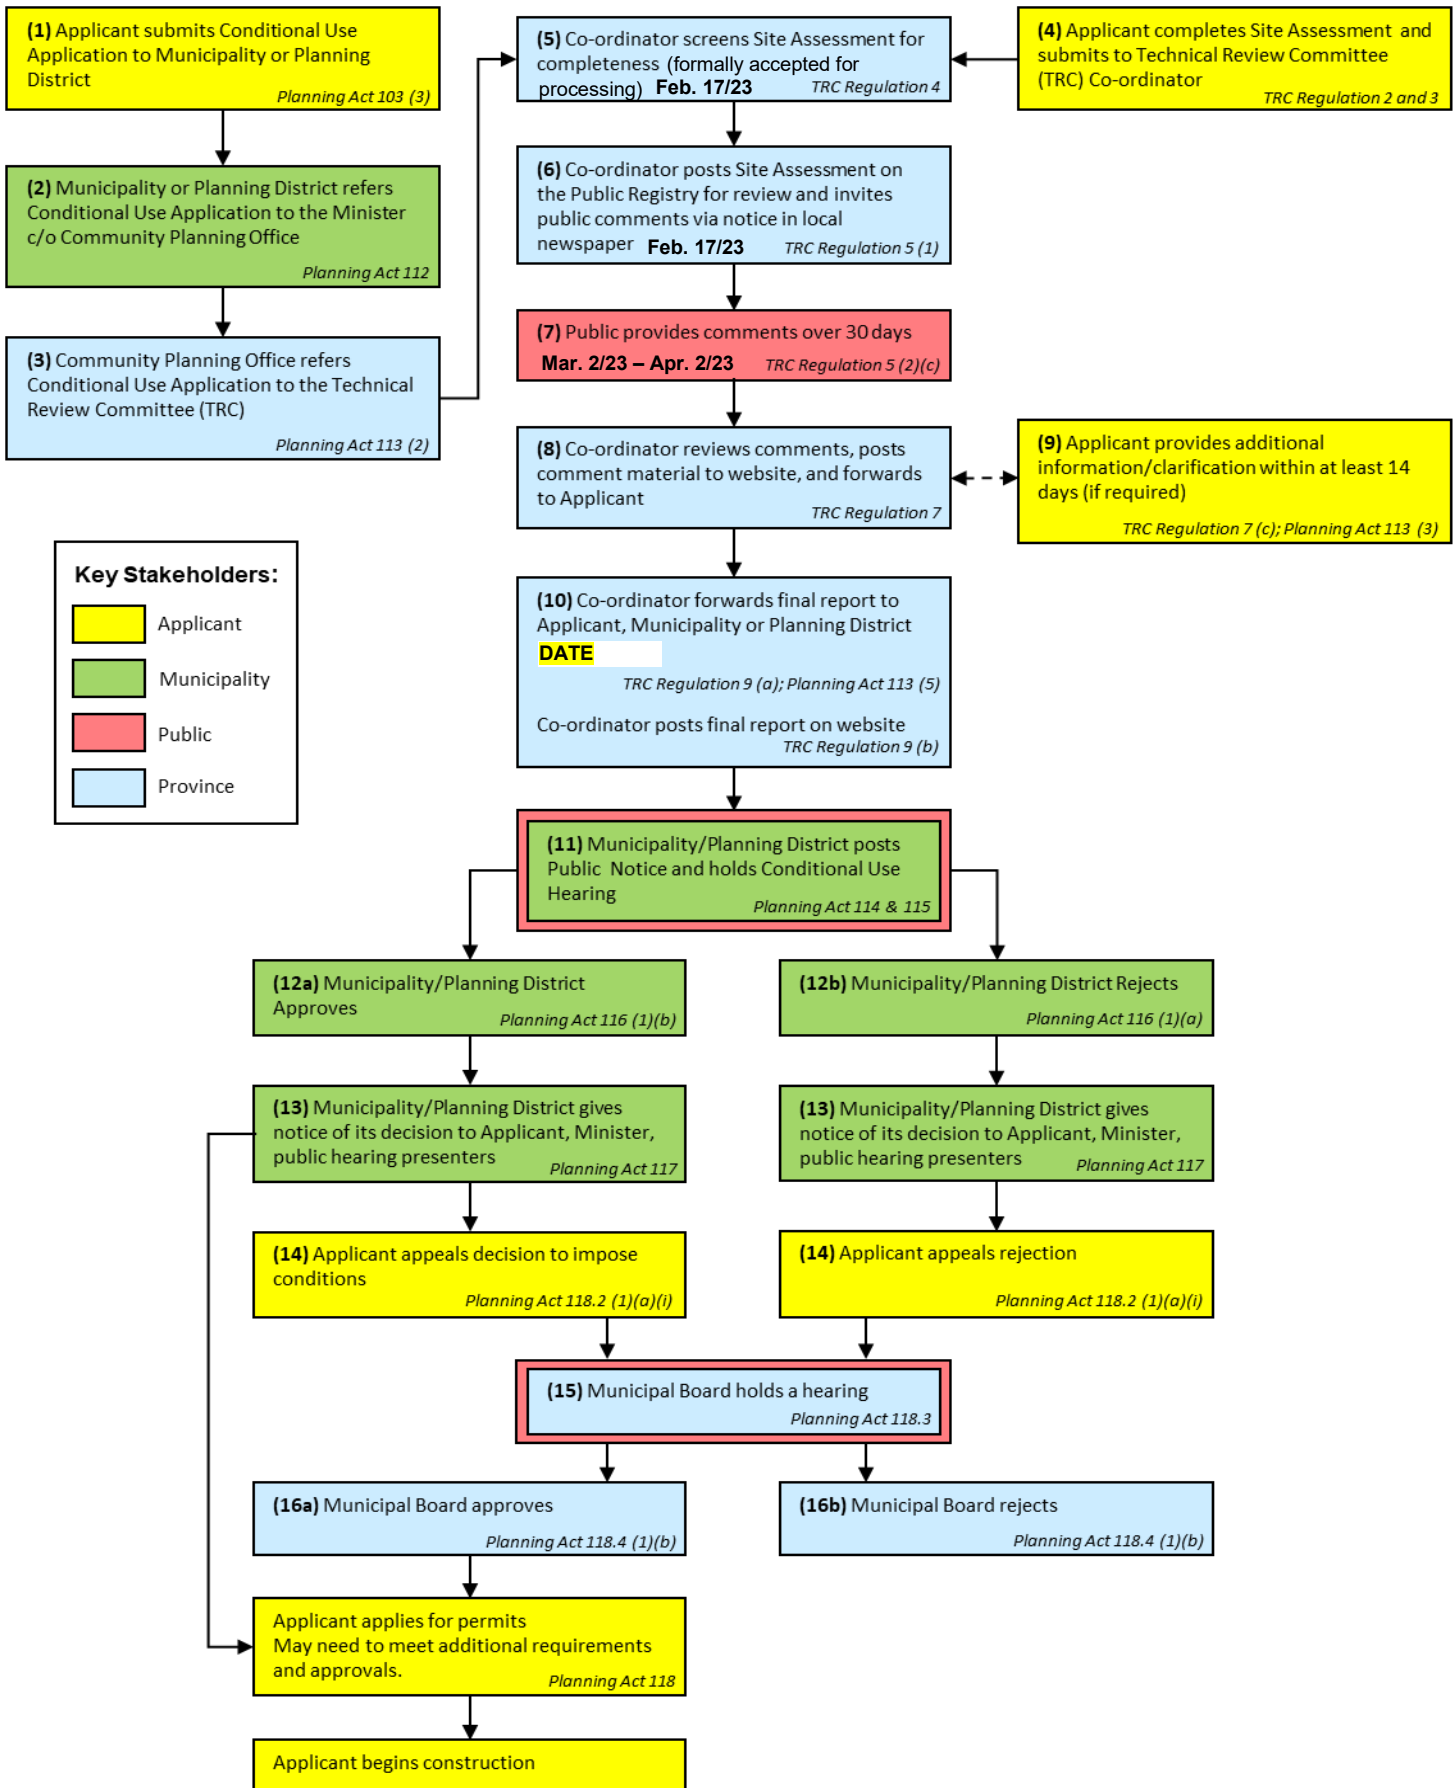 (1) Applicant submits Conditional Use
Application to Municipality or Planning
District
Planning Act 103 (3)
(2) Municipality or Planning District refers
Conditional Use Application to the Minister
c/o Community Planning Office
Planning Act 112
(3) Community Planning Office refers
Conditional Use Application to the Technical
Review Committee (TRC)
Planning Act 113 (2)
(4) Applicant completes Site Assessment and
submits to Technical Review Committee
(TRC) Co-ordinator
TRC Regulation 2 and 3
(5) Co-ordinator screens Site Assessment for
completeness (formally accepted for
processing) Feb. 17/23 TRC Regulation 4
(6) Co-ordinator posts Site Assessment on
the Public Registry for review and invites
public comments via notice in local
newspaper Feb. 17/23 TRC Regulation 5 (1)
(7) Public provides comments over 30 days
Mar. 2/23 – Apr. 2/23 TRC Regulation 5 (2)(c)
(8) Co-ordinator reviews comments, posts
comment material to website, and forwards
to Applicant
TRC Regulation 7
(9) Applicant provides additional
information/clarification within at least 14
days (if required)
TRC Regulation 7 (c); Planning Act 113 (3)
Key Stakeholders:
Applicant
Municipality
Public
Province
(10) Co-ordinator forwards final report to
Applicant, Municipality or Planning District
DATE
TRC Regulation 9 (a); Planning Act 113 (5)
Co-ordinator posts final report on website
TRC Regulation 9 (b)
(11) Municipality/Planning District posts
Public Notice and holds Conditional Use
Hearing
Planning Act 114 & 115
(12a) Municipality/Planning District
Approves
Planning Act 116 (1)(b)
(12b) Municipality/Planning District Rejects
Planning Act 116 (1)(a)
(13) Municipality/Planning District gives
notice of its decision to Applicant, Minister,
public hearing presenters
Planning Act 117
(13) Municipality/Planning District gives
notice of its decision to Applicant, Minister,
public hearing presenters
Planning Act 117
(14) Applicant appeals decision to impose
conditions
Planning Act 118.2 (1)(a)(i)
(14) Applicant appeals rejection
Planning Act 118.2 (1)(a)(i)
(15) Municipal Board holds a hearing
Planning Act 118.3
(16a) Municipal Board approves
Planning Act 118.4 (1)(b)
(16b) Municipal Board rejects
Planning Act 118.4 (1)(b)
Applicant applies for permits
May need to meet additional requirements
and approvals.
Planning Act 118
Applicant begins construction